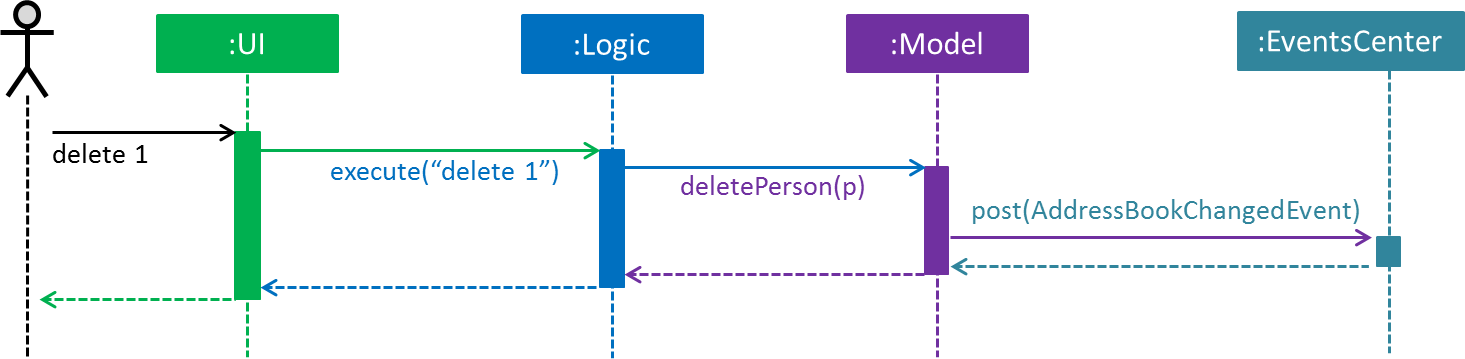 :UI
:Logic
:Model
:EventsCenter
delete 1
execute(“delete 1”)
deletePerson(p)
post(AddressBookChangedEvent)